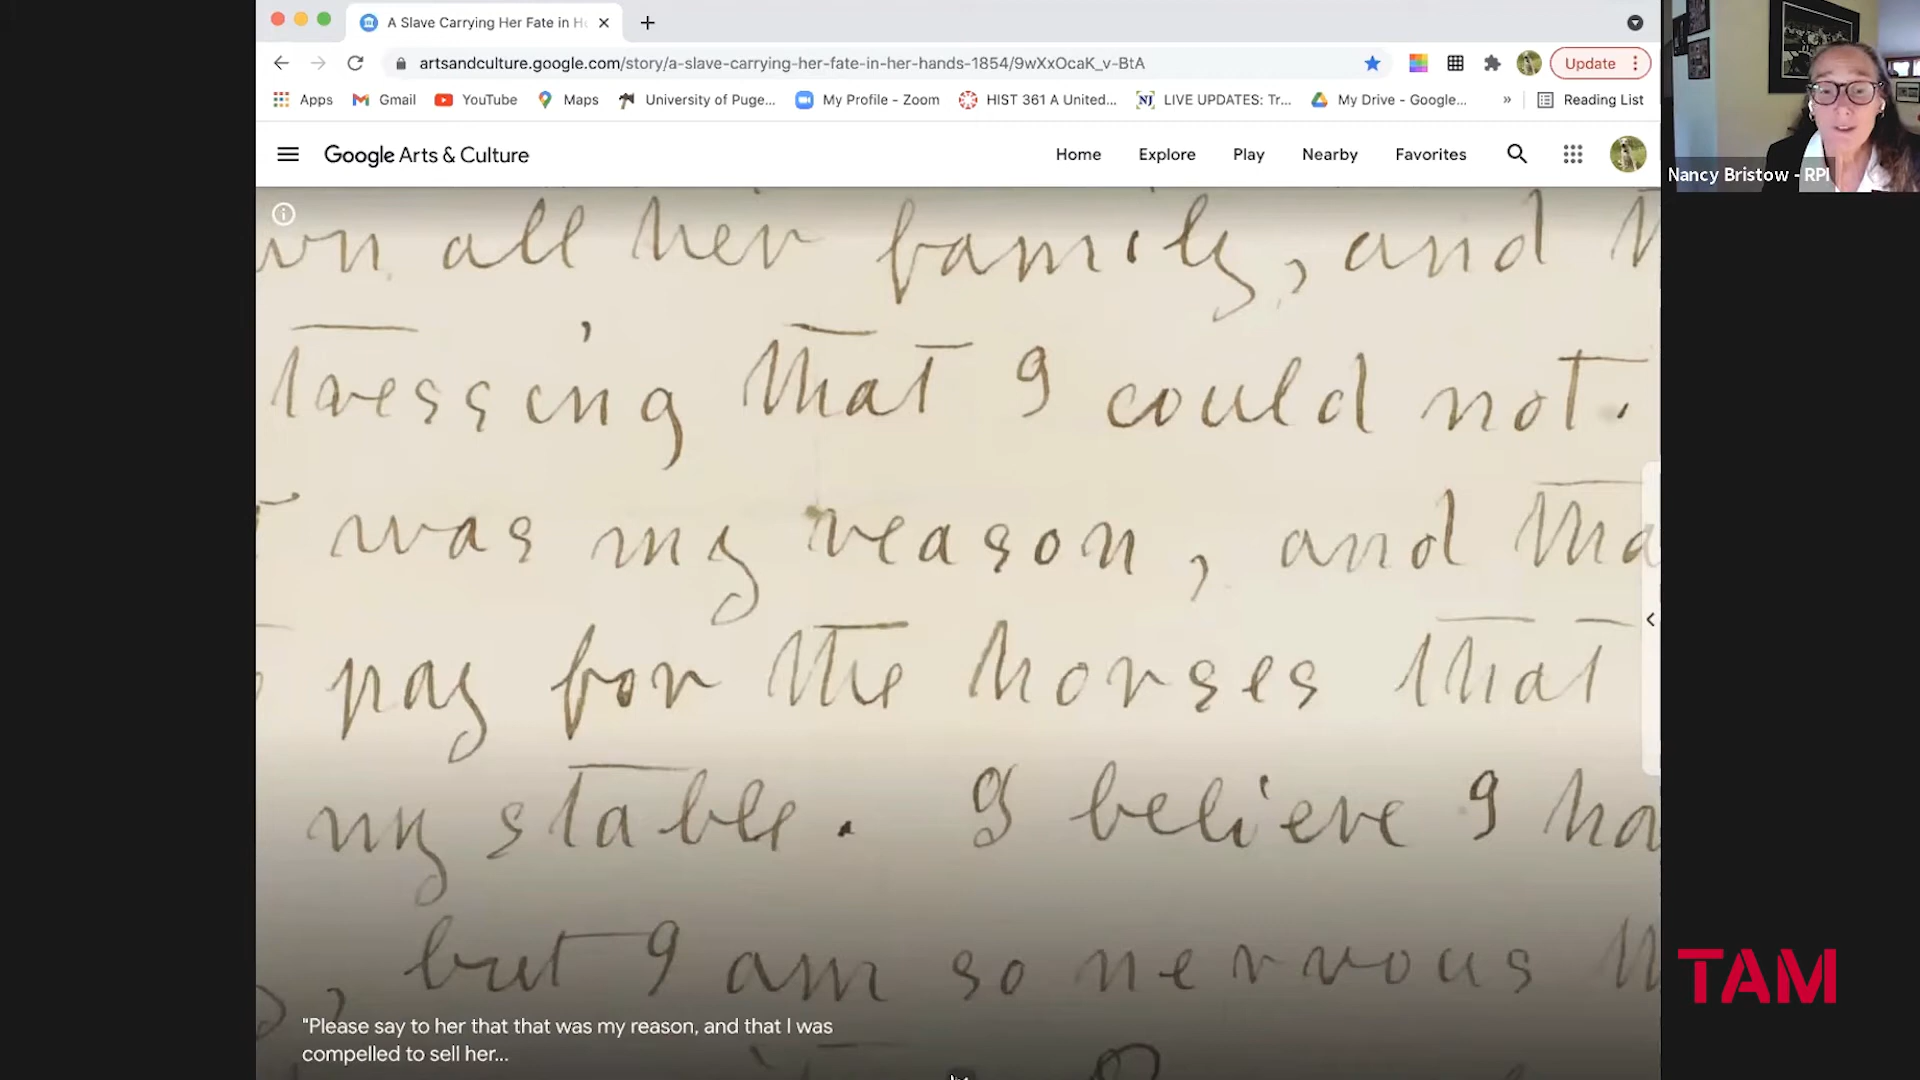 A Slave Carrying Her Fate in H
artsandculture.google.com/story/a-slave-carrying-her-fate-in-her-hands-1854/9wXxOcaK_v-BtA
Update
Apps Gmail YouTube Maps University of Puge... My Profile - Zoom HIST 361 A United... NJ LIVE UPDATES: Tr... My Drive - Google... » Reading List
Google Arts & Culture Home Explore Play Nearby Favorites
Nancy Bristow - RPI
all her family, and
tressing that I could not.
was my reason, and tha
pay for the horses that
my stable. I believe I ha
, but I am so nervous
"Please say to her that that was my reason, and that I was
compelled to sell her...
TAM